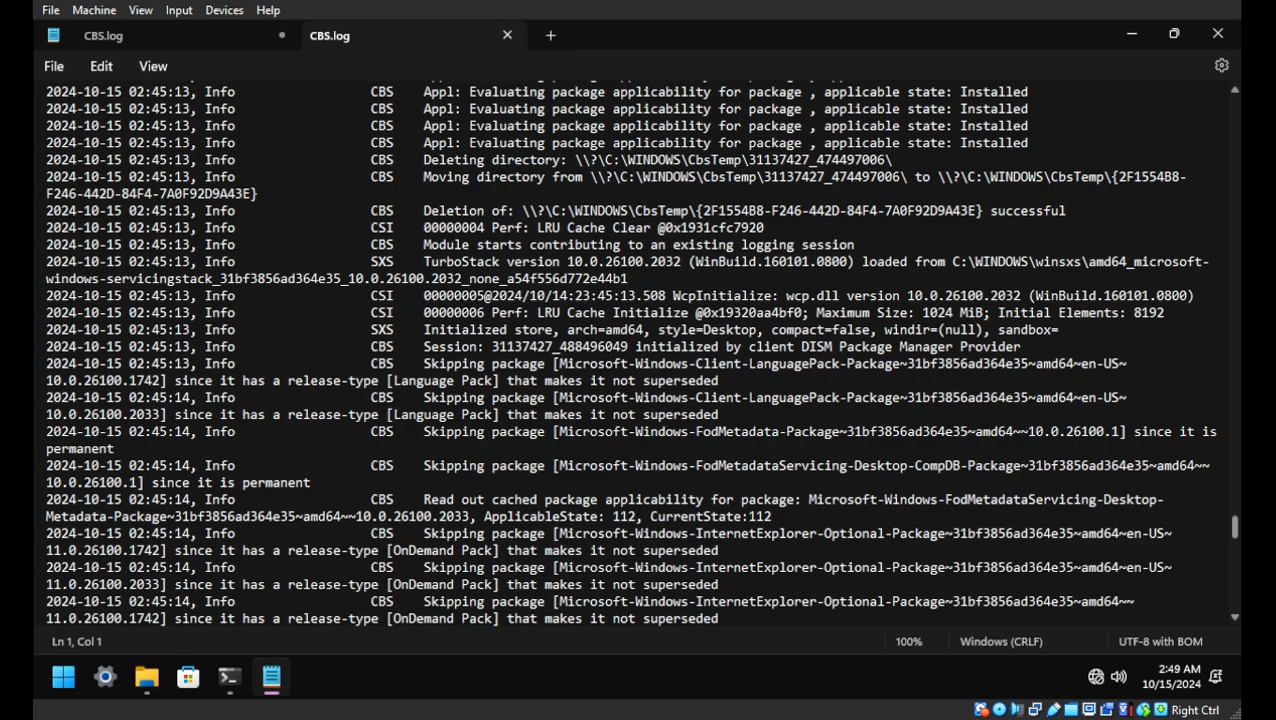 File Machine View Input Devices Help
CBS.log CBS.log
File Edit View
2024-10-15 02:45:13, Info CBS Appl: Evaluating package applicability for package , applicable state: Installed
2024-10-15 02:45:13, Info CBS Appl: Evaluating package applicability for package , applicable state: Installed
2024-10-15 02:45:13, Info CBS Appl: Evaluating package applicability for package , applicable state: Installed
2024-10-15 02:45:13, Info CBS Appl: Evaluating package applicability for package , applicable state: Installed
2024-10-15 02:45:13, Info CBS Deleting directory: \\?\C:\WINDOWS\CbsTemp\31137427_474497006\
2024-10-15 02:45:13, Info CBS Moving directory from \\?\C:\WINDOWS\CbsTemp\31137427_474497006\ to \\?\C:\WINDOWS\CbsTemp\{2F1554B8-
F246-442D-84F4-7A0F92D9A43E}
2024-10-15 02:45:13, Info CBS Deletion of: \\?\C:\WINDOWS\CbsTemp\{2F1554B8-F246-442D-84F4-7A0F92D9A43E} successful
2024-10-15 02:45:13, Info CSI 00000004 Perf: LRU Cache Clear @0x1931cfc7920
2024-10-15 02:45:13, Info CBS Module starts contributing to an existing logging session
2024-10-15 02:45:13, Info SXS TurboStack version 10.0.26100.2032 (WinBuild.160101.0800) loaded from C:\WINDOWS\winsxs\amd64_microsoft-
windows-servicingstack_31bf3856ad364e35_10.0.26100.2032_none_a54f556d772e44b1
2024-10-15 02:45:13, Info CSI 00000005@2024/10/14:23:45:13.508 WcpInitialize: wcp.dll version 10.0.26100.2032 (WinBuild.160101.0800)
2024-10-15 02:45:13, Info CSI 00000006 Perf: LRU Cache Initialize @0x19320aa4bf0; Maximum Size: 1024 MiB; Initial Elements: 8192
2024-10-15 02:45:13, Info SXS Initialized store, arch=amd64, style=Desktop, compact=false, windir=(null), sandbox=
2024-10-15 02:45:13, Info CBS Session: 31137427_488496049 initialized by client DISM Package Manager Provider
2024-10-15 02:45:13, Info CBS Skipping package [Microsoft-Windows-Client-LanguagePack-Package~31bf3856ad364e35~amd64~en-US~
10.0.26100.1742] since it has a release-type [Language Pack] that makes it not superseded
2024-10-15 02:45:13, Info CBS Skipping package [Microsoft-Windows-Client-LanguagePack-Package~31bf3856ad364e35~amd64~en-US~
10.0.26100.2033] since it has a release-type [Language Pack] that makes it not superseded
2024-10-15 02:45:14, Info CBS Skipping package [Microsoft-Windows-FodMetadata-Package~31bf3856ad364e35~amd64~~10.0.26100.1] since it is
permanent
2024-10-15 02:45:14, Info CBS Skipping package [Microsoft-Windows-FodMetadataServicing-Desktop-CompDB-Package~31bf3856ad364e35~amd64~~
10.0.26100.1] since it is permanent
2024-10-15 02:45:14, Info CBS Read out cached package applicability for package: Microsoft-Windows-FodMetadataServicing-Desktop-
Metadata-Package~31bf3856ad364e35~amd64~~10.0.26100.2033, ApplicableState: 112, CurrentState:112
2024-10-15 02:45:14, Info CBS Skipping package [Microsoft-Windows-InternetExplorer-Optional-Package~31bf3856ad364e35~amd64~en-US~
11.0.26100.1742] since it has a release-type [OnDemand Pack] that makes it not superseded
2024-10-15 02:45:14, Info CBS Skipping package [Microsoft-Windows-InternetExplorer-Optional-Package~31bf3856ad364e35~amd64~en-US~
11.0.26100.2033] since it has a release-type [OnDemand Pack] that makes it not superseded
2024-10-15 02:45:14, Info CBS Skipping package [Microsoft-Windows-InternetExplorer-Optional-Package~31bf3856ad364e35~amd64~~
11.0.26100.1742] since it has a release-type [OnDemand Pack] that makes it not superseded
Ln 1, Col 1 100% Windows (CRLF) UTF-8 with BOM
2:49 AM
10/15/2024
Right Ctrl